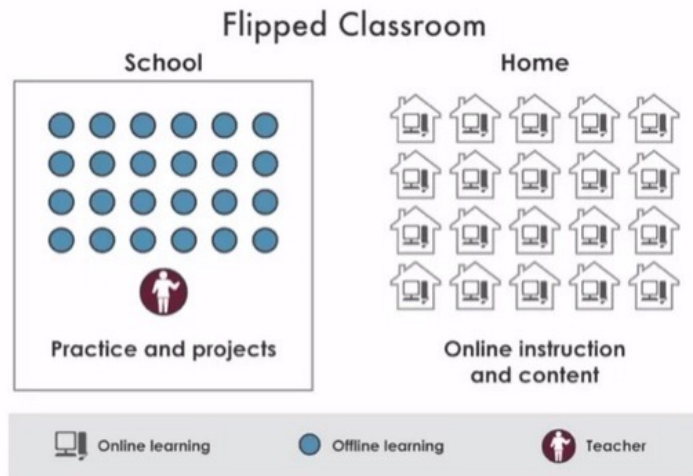 Flipped Classroom
School
Home
Practice and projects
Online instruction
and content
Online learning
Offline learning
Teacher